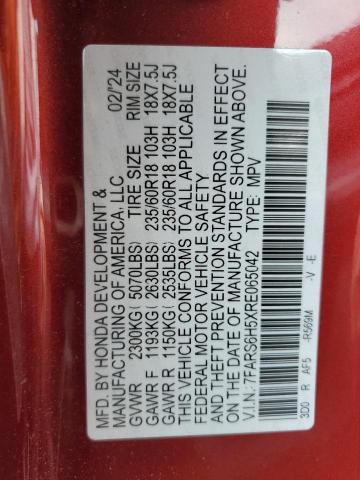 MFD. BY HONDA DEVELOPMENT &
MANUFACTURING OF AMERICA, LLC 02/'24
GVWR 2300KG( 5070LBS) TIRE SIZE RIM SIZE
GAWR F 1193KG( 2630LBS) 235/60R18 103H 18X7.5J
GAWR R 1150KG( 2535LBS) 235/60R18 103H 18X7.5J
THIS VEHICLE CONFORMS TO ALL APPLICABLE
FEDERAL MOTOR VEHICLE SAFETY
AND THEFT PREVENTION STANDARDS IN EFFECT
ON THE DATE OF MANUFACTURE SHOWN ABOVE.
V.I.N.: 7FARS6H5XRE065042 TYPE: MPV
3D0 R AF5 -R569M -V -E